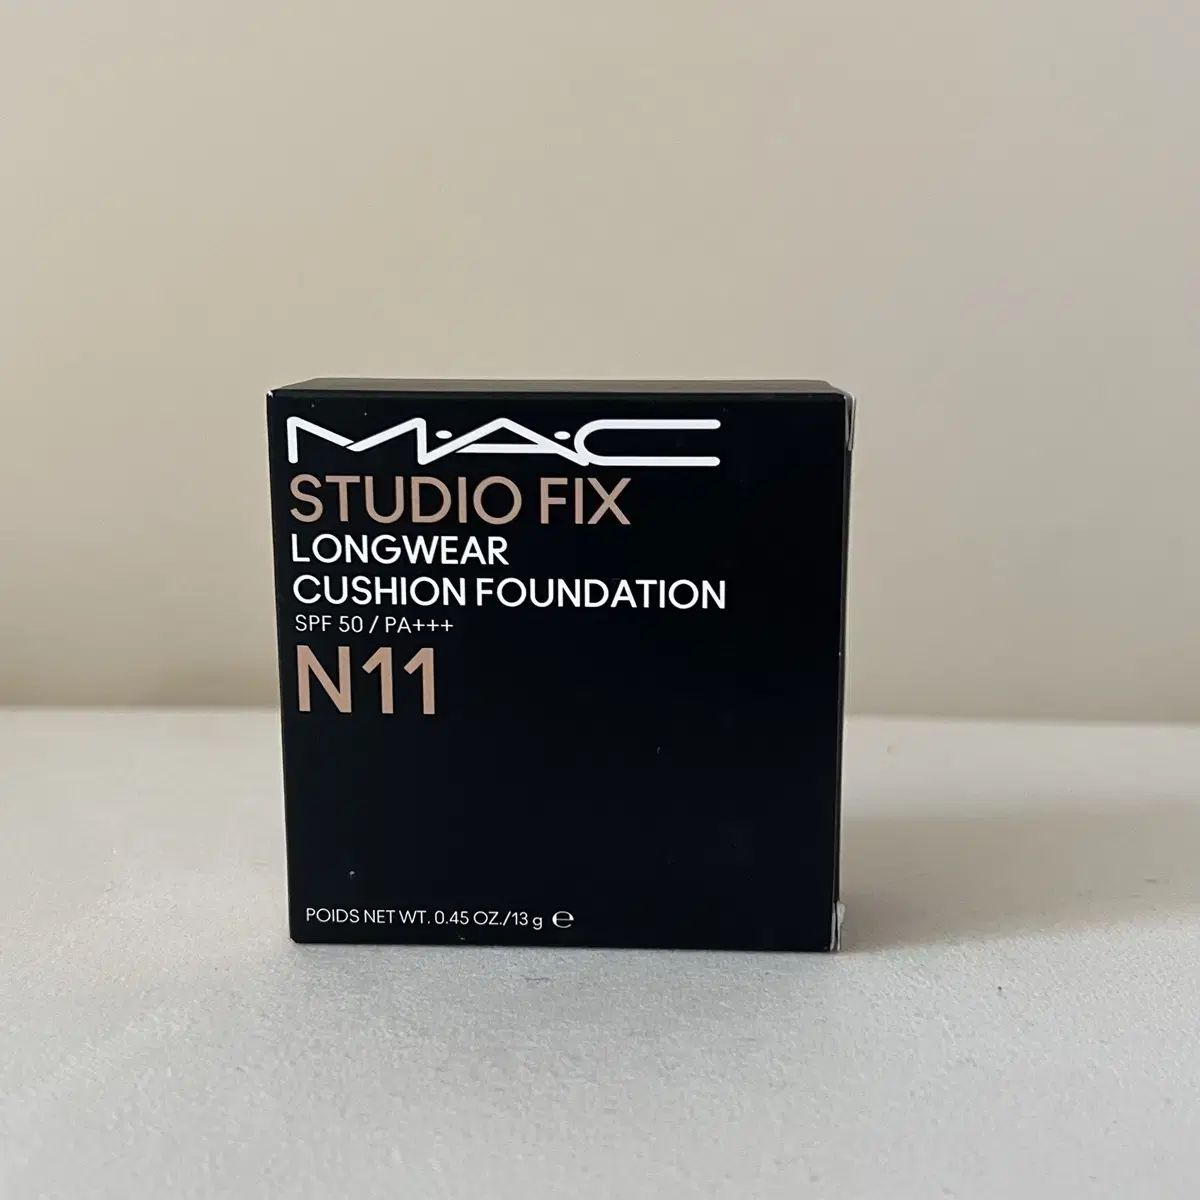 M·A·C
STUDIO FIX
LONGWEAR
CUSHION FOUNDATION
SPF 50 / PA+++
N11
POIDS NET WT. 0.45 OZ./13 g ℮